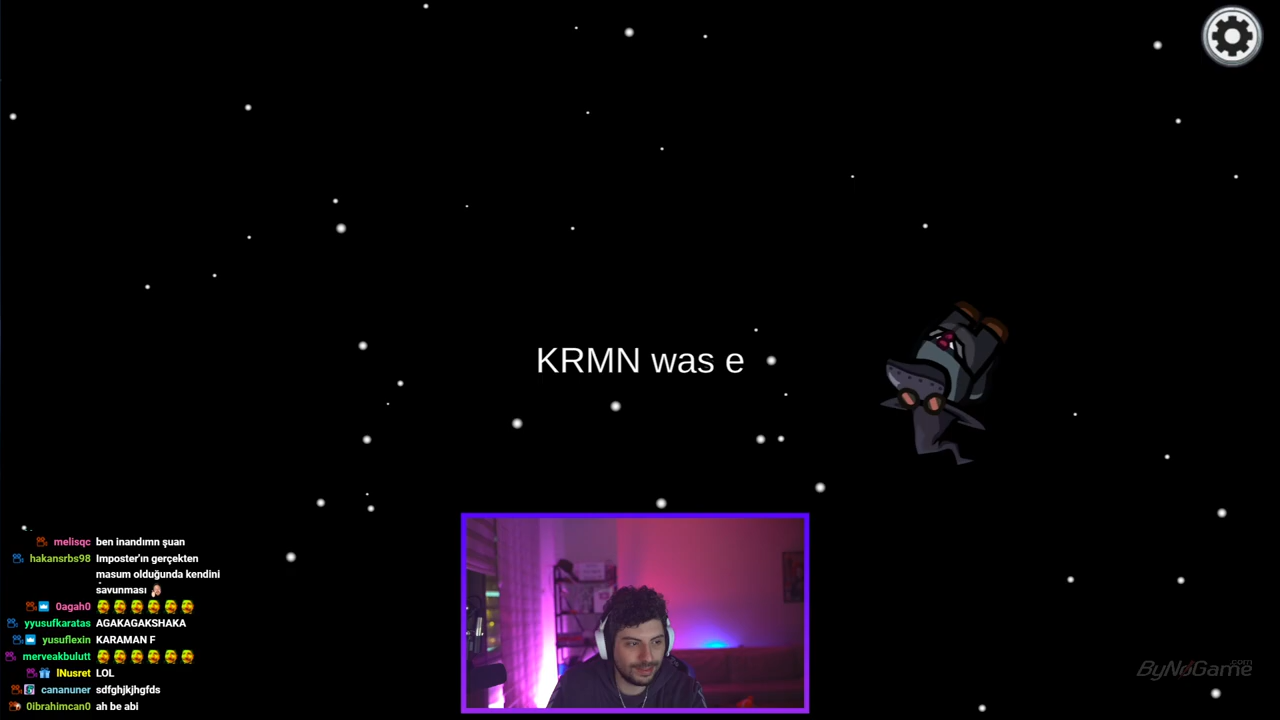 KRMN was e
melisqc ben inandımn şuan
hakansrbs98 Imposter'ın gerçekten
masum olduğunda kendini
savunması
0agah0
yyusufkaratas AGAKAGAKSHAKA
yusuflexin KARAMAN F
merveakbulutt
lNusret LOL
cananuner sdfghjkjhgfds
0ibrahimcan0 ah be abi
ByNoGame.com